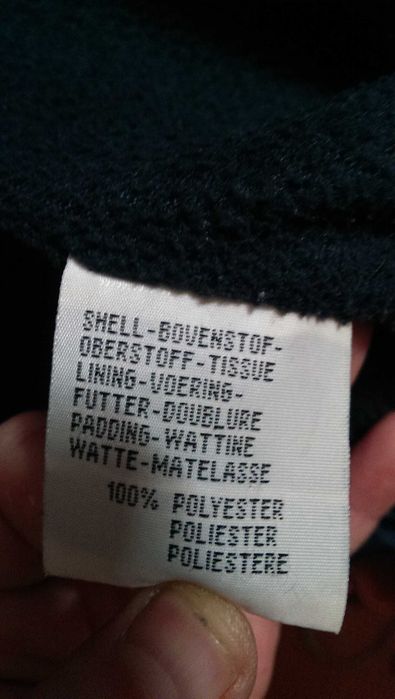 SHELL-BOVENSTOF-
OBERSTOFF-TISSUE
LINING-VOERING-
FUTTER-DOUBLURE
PADDING-WATTINE
WATTE-MATELASSE
100% POLYESTER
POLIESTER
POLIESTERE